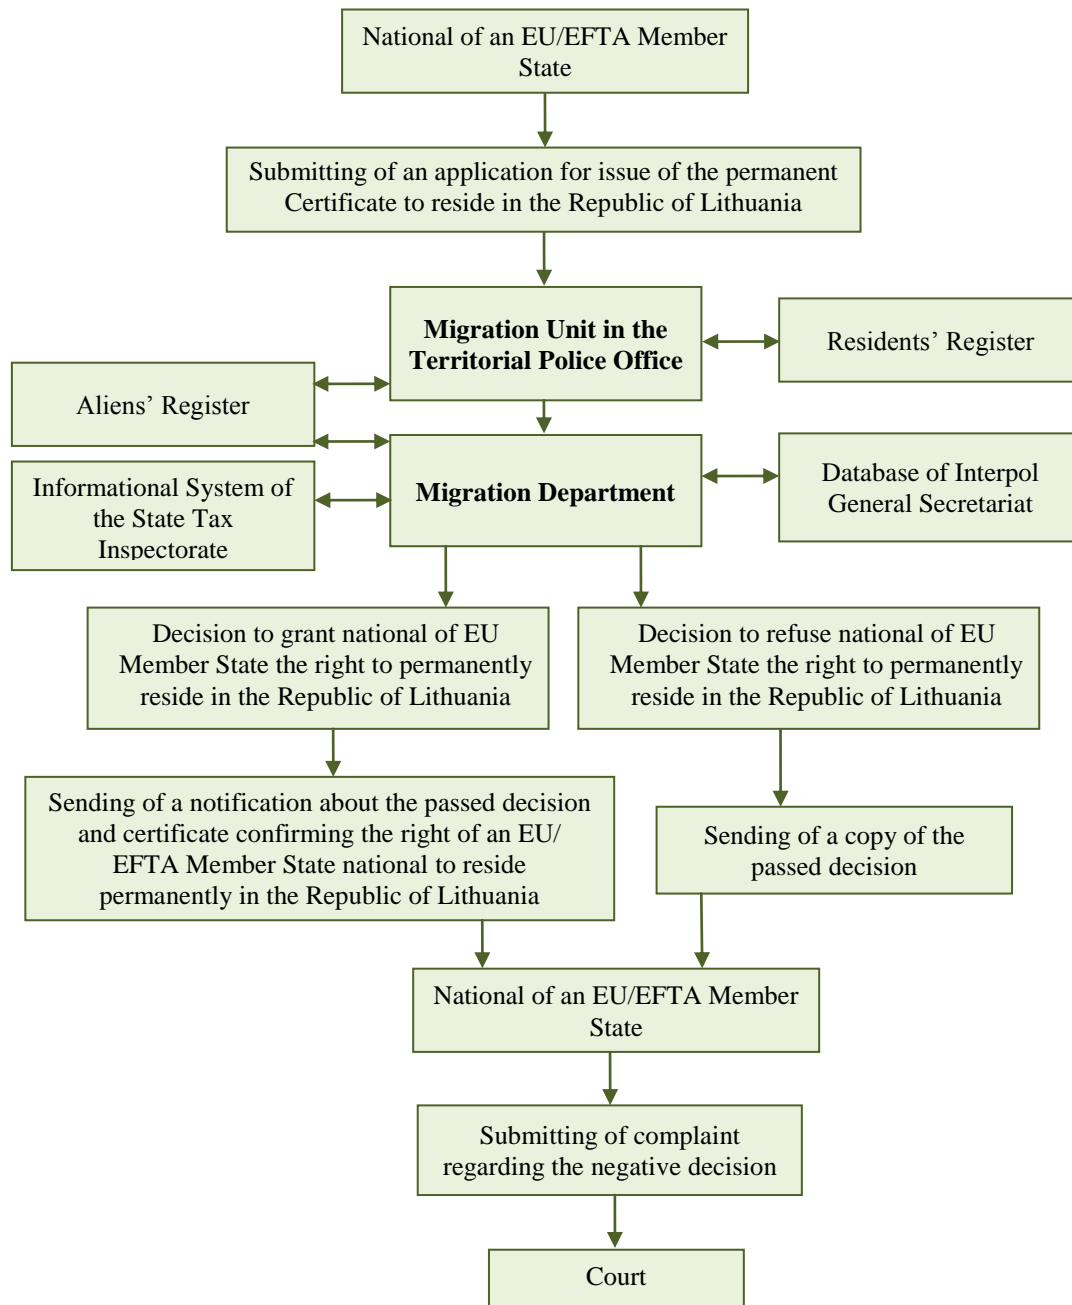 National of an EU/EFTA Member
State
Submitting of an application for issue of the permanent
Certificate to reside in the Republic of Lithuania
Migration Unit in the
Territorial Police Office
Residents’ Register
Aliens’ Register
Informational System of
the State Tax
Inspectorate
Migration Department
Database of Interpol
General Secretariat
Decision to grant national of EU
Member State the right to permanently
reside in the Republic of Lithuania
Decision to refuse national of EU
Member State the right to permanently
reside in the Republic of Lithuania
Sending of a notification about the passed decision
and certificate confirming the right of an EU/
EFTA Member State national to reside
permanently in the Republic of Lithuania
Sending of a copy of the
passed decision
National of an EU/EFTA Member
State
Submitting of complaint
regarding the negative decision
Court